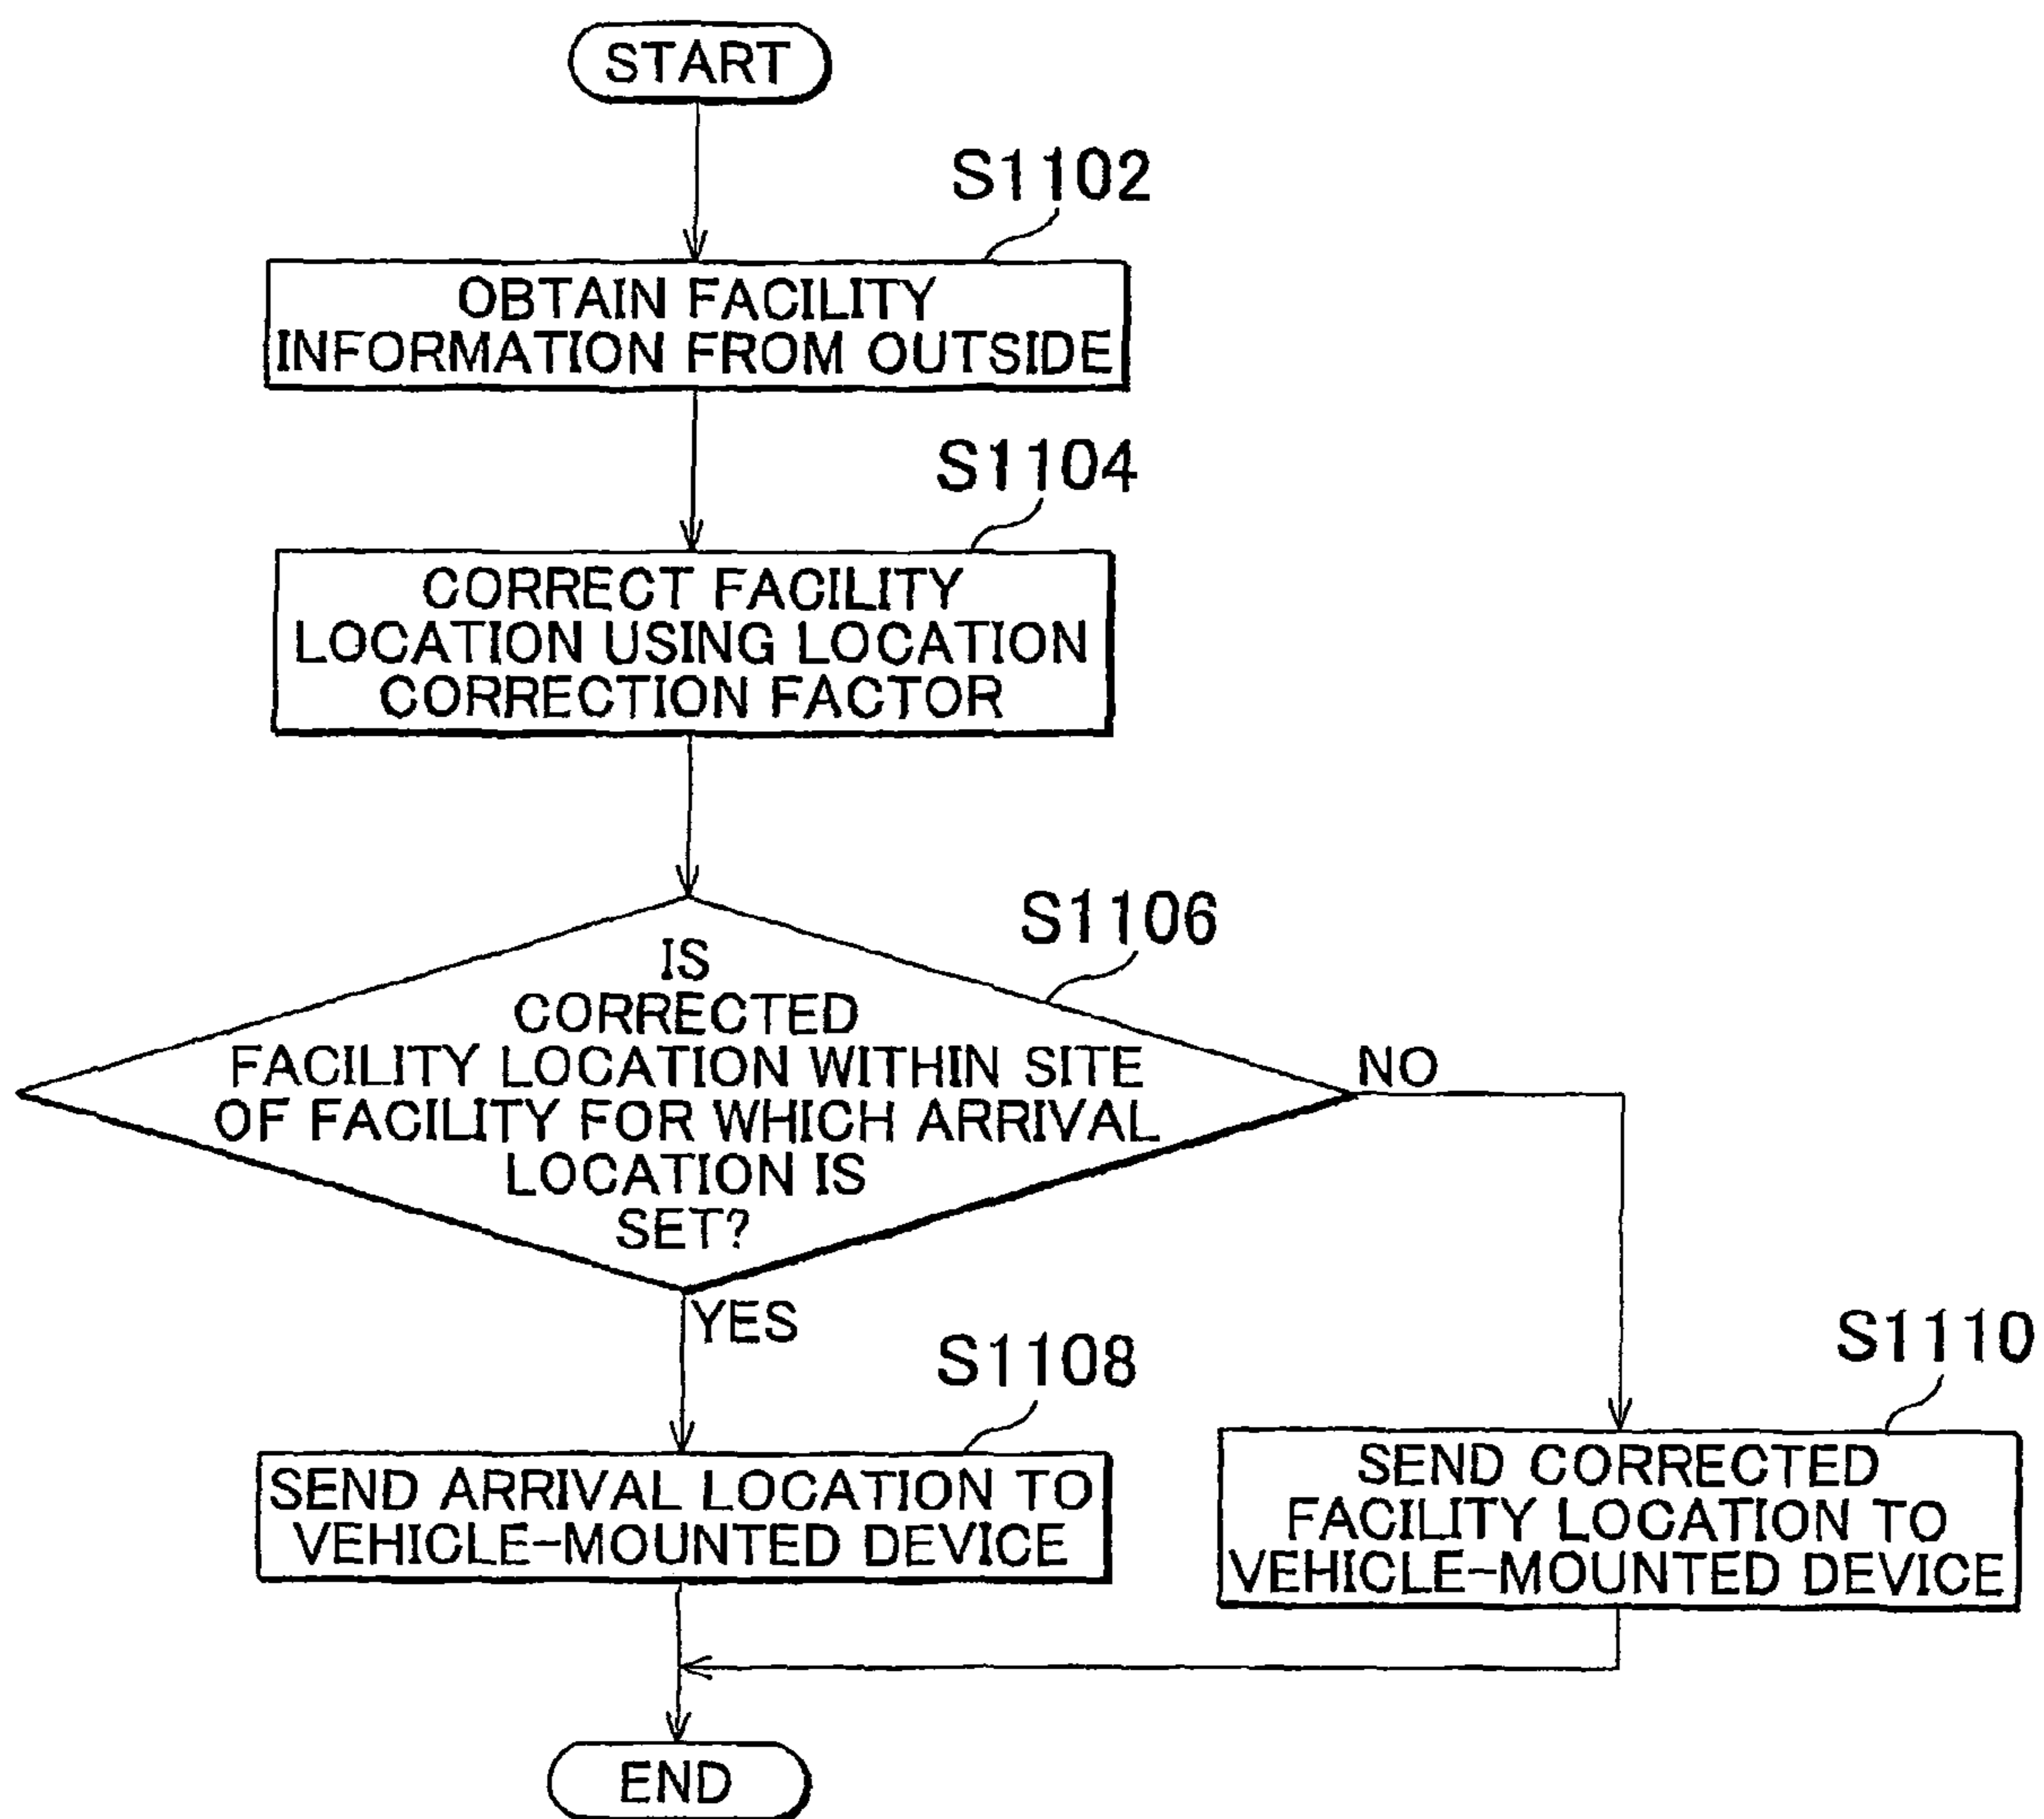 START
S1102
OBTAIN FACILITY
INFORMATION FROM OUTSIDE
S1104
CORRECT FACILITY
LOCATION USING LOCATION
CORRECTION FACTOR
S1106
IS
CORRECTED
FACILITY LOCATION WITHIN SITE
OF FACILITY FOR WHICH ARRIVAL
LOCATION IS
SET?
NO
YES
S1108
SEND ARRIVAL LOCATION TO
VEHICLE-MOUNTED DEVICE
S1110
SEND CORRECTED
FACILITY LOCATION TO
VEHICLE-MOUNTED DEVICE
END